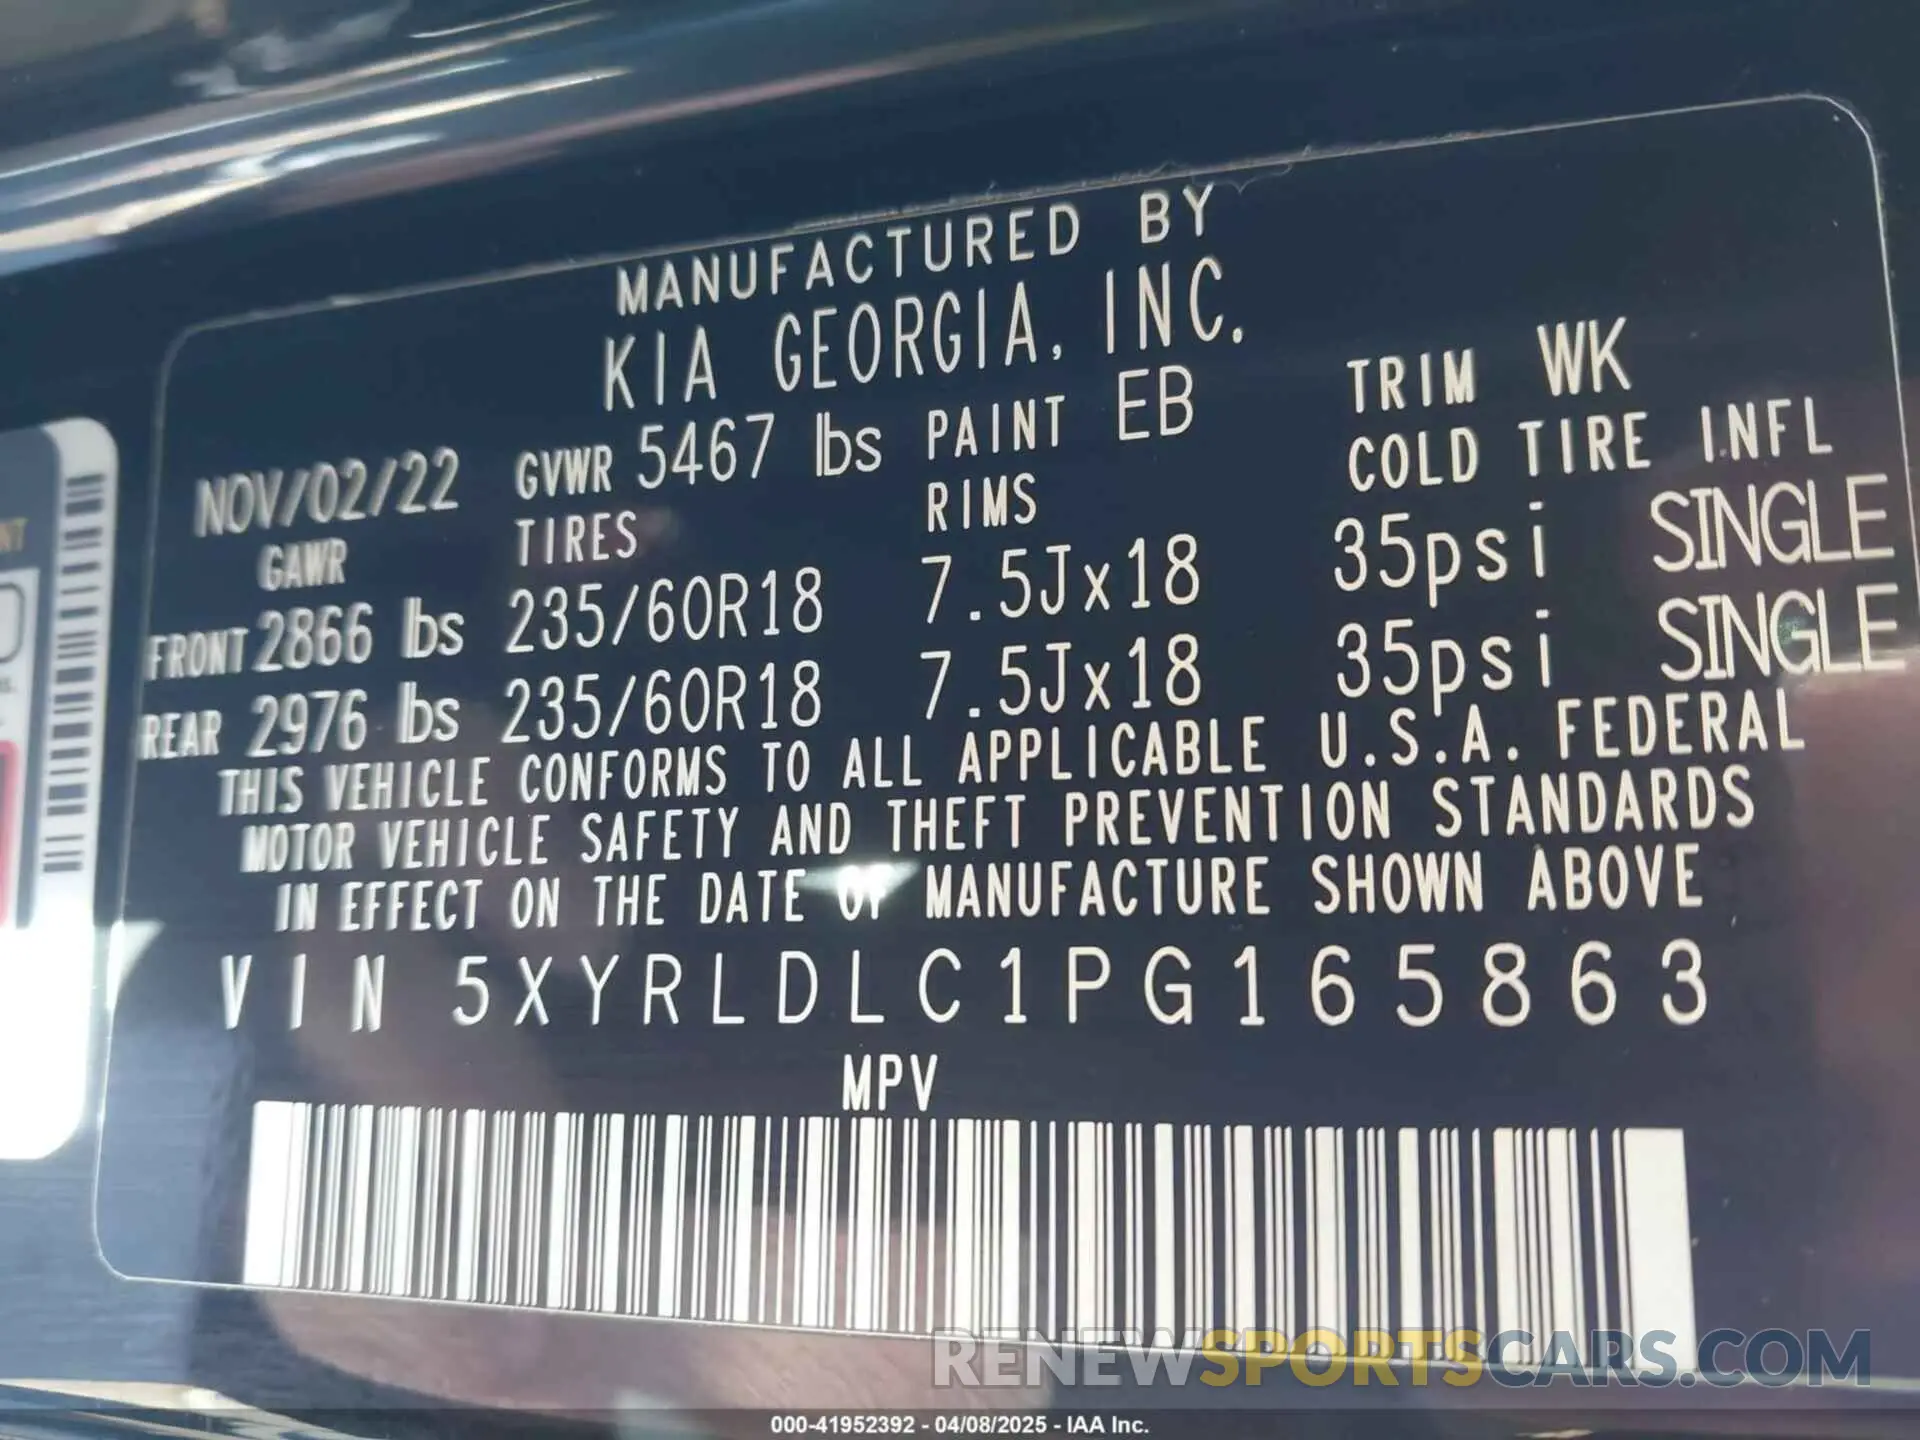 MANUFACTURED BY
KIA GEORGIA, INC.
NOV/02/22 GVWR 5467 lbs PAINT EB TRIM WK
GAWR TIRES RIMS COLD TIRE INFL
FRONT 2866 lbs 235/60R18 7.5Jx18 35psi SINGLE
REAR 2976 lbs 235/60R18 7.5Jx18 35psi SINGLE
THIS VEHICLE CONFORMS TO ALL APPLICABLE U.S.A. FEDERAL
MOTOR VEHICLE SAFETY AND THEFT PREVENTION STANDARDS
IN EFFECT ON THE DATE OF MANUFACTURE SHOWN ABOVE
VIN 5XYRLDLC1PG165863
MPV
RENEWSPORTSCARS.COM
000-41952392 - 04/08/2025 - IAA Inc.